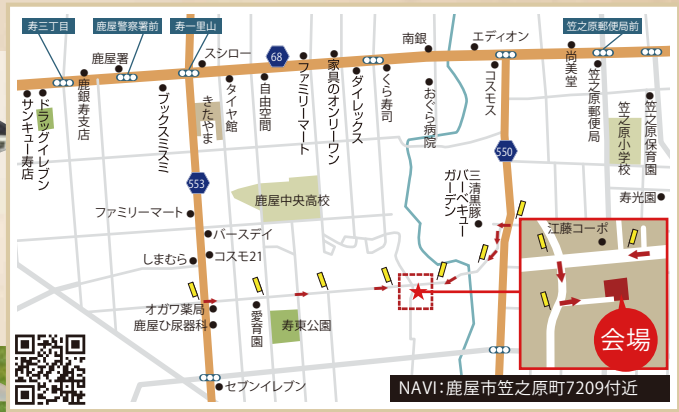 寿三丁目
鹿屋警察署前
寿一里山
笠之原郵便局前
鹿屋署
スシロー
68
南銀
エディオン
サンキュー寿店
ドラッグイレブン
鹿銀寿支店
ブックスミスミ
きたやま
タイヤ館
自由空間
ファミリーマート
家具のオンリーワン
ダイレックス
くら寿司
おぐら病院
コスモス
尚美堂
笠之原郵便局
笠之原小学校
笠之原保育園
寿光園
553
550
鹿屋中央高校
三清黒豚
バーベキュー
ガーデン
ファミリーマート
バースデイ
しまむら
コスモ21
オガワ薬局
鹿屋ひ尿器科
愛育園
寿東公園
セブンイレブン
江藤コーポ
会場
NAVI:鹿屋市笠之原町7209付近